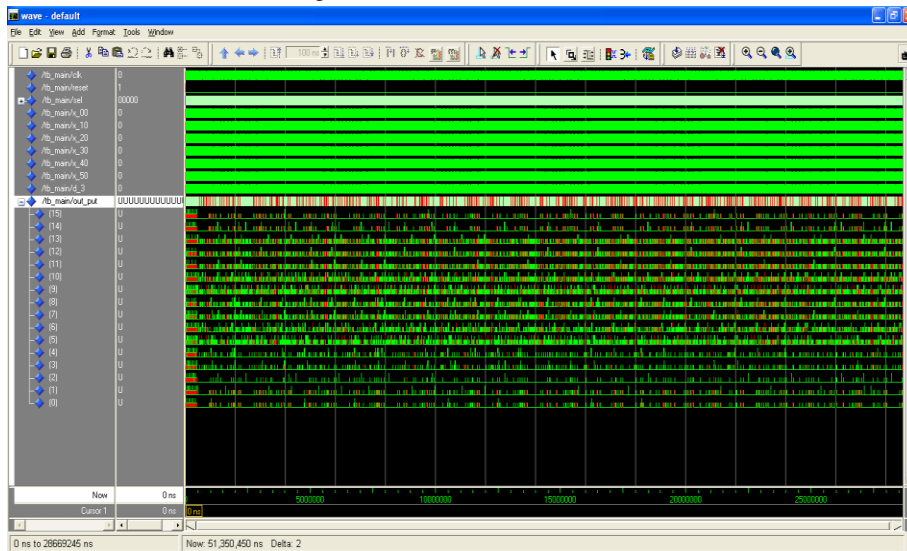 wave - default
File Edit View Add Format Tools Window
100 ns
/tb_main/clk 0
/tb_main/reset 1
/tb_main/sel 00000
/tb_main/x_00 0
/tb_main/x_10 0
/tb_main/x_20 0
/tb_main/x_30 0
/tb_main/x_40 0
/tb_main/x_50 0
/tb_main/d_3 0
/tb_main/out_put UUUUUUUUUUUUU
(15) U
(14) U
(13) U
(12) U
(11) U
(10) U
(9) U
(8) U
(7) U
(6) U
(5) U
(4) U
(3) U
(2) U
(1) U
(0) U
Now 0 ns 5000000 10000000 15000000 20000000 25000000
Cursor 1 0 ns 0 ns
0 ns to 28669245 ns Now: 51,350,450 ns Delta: 2